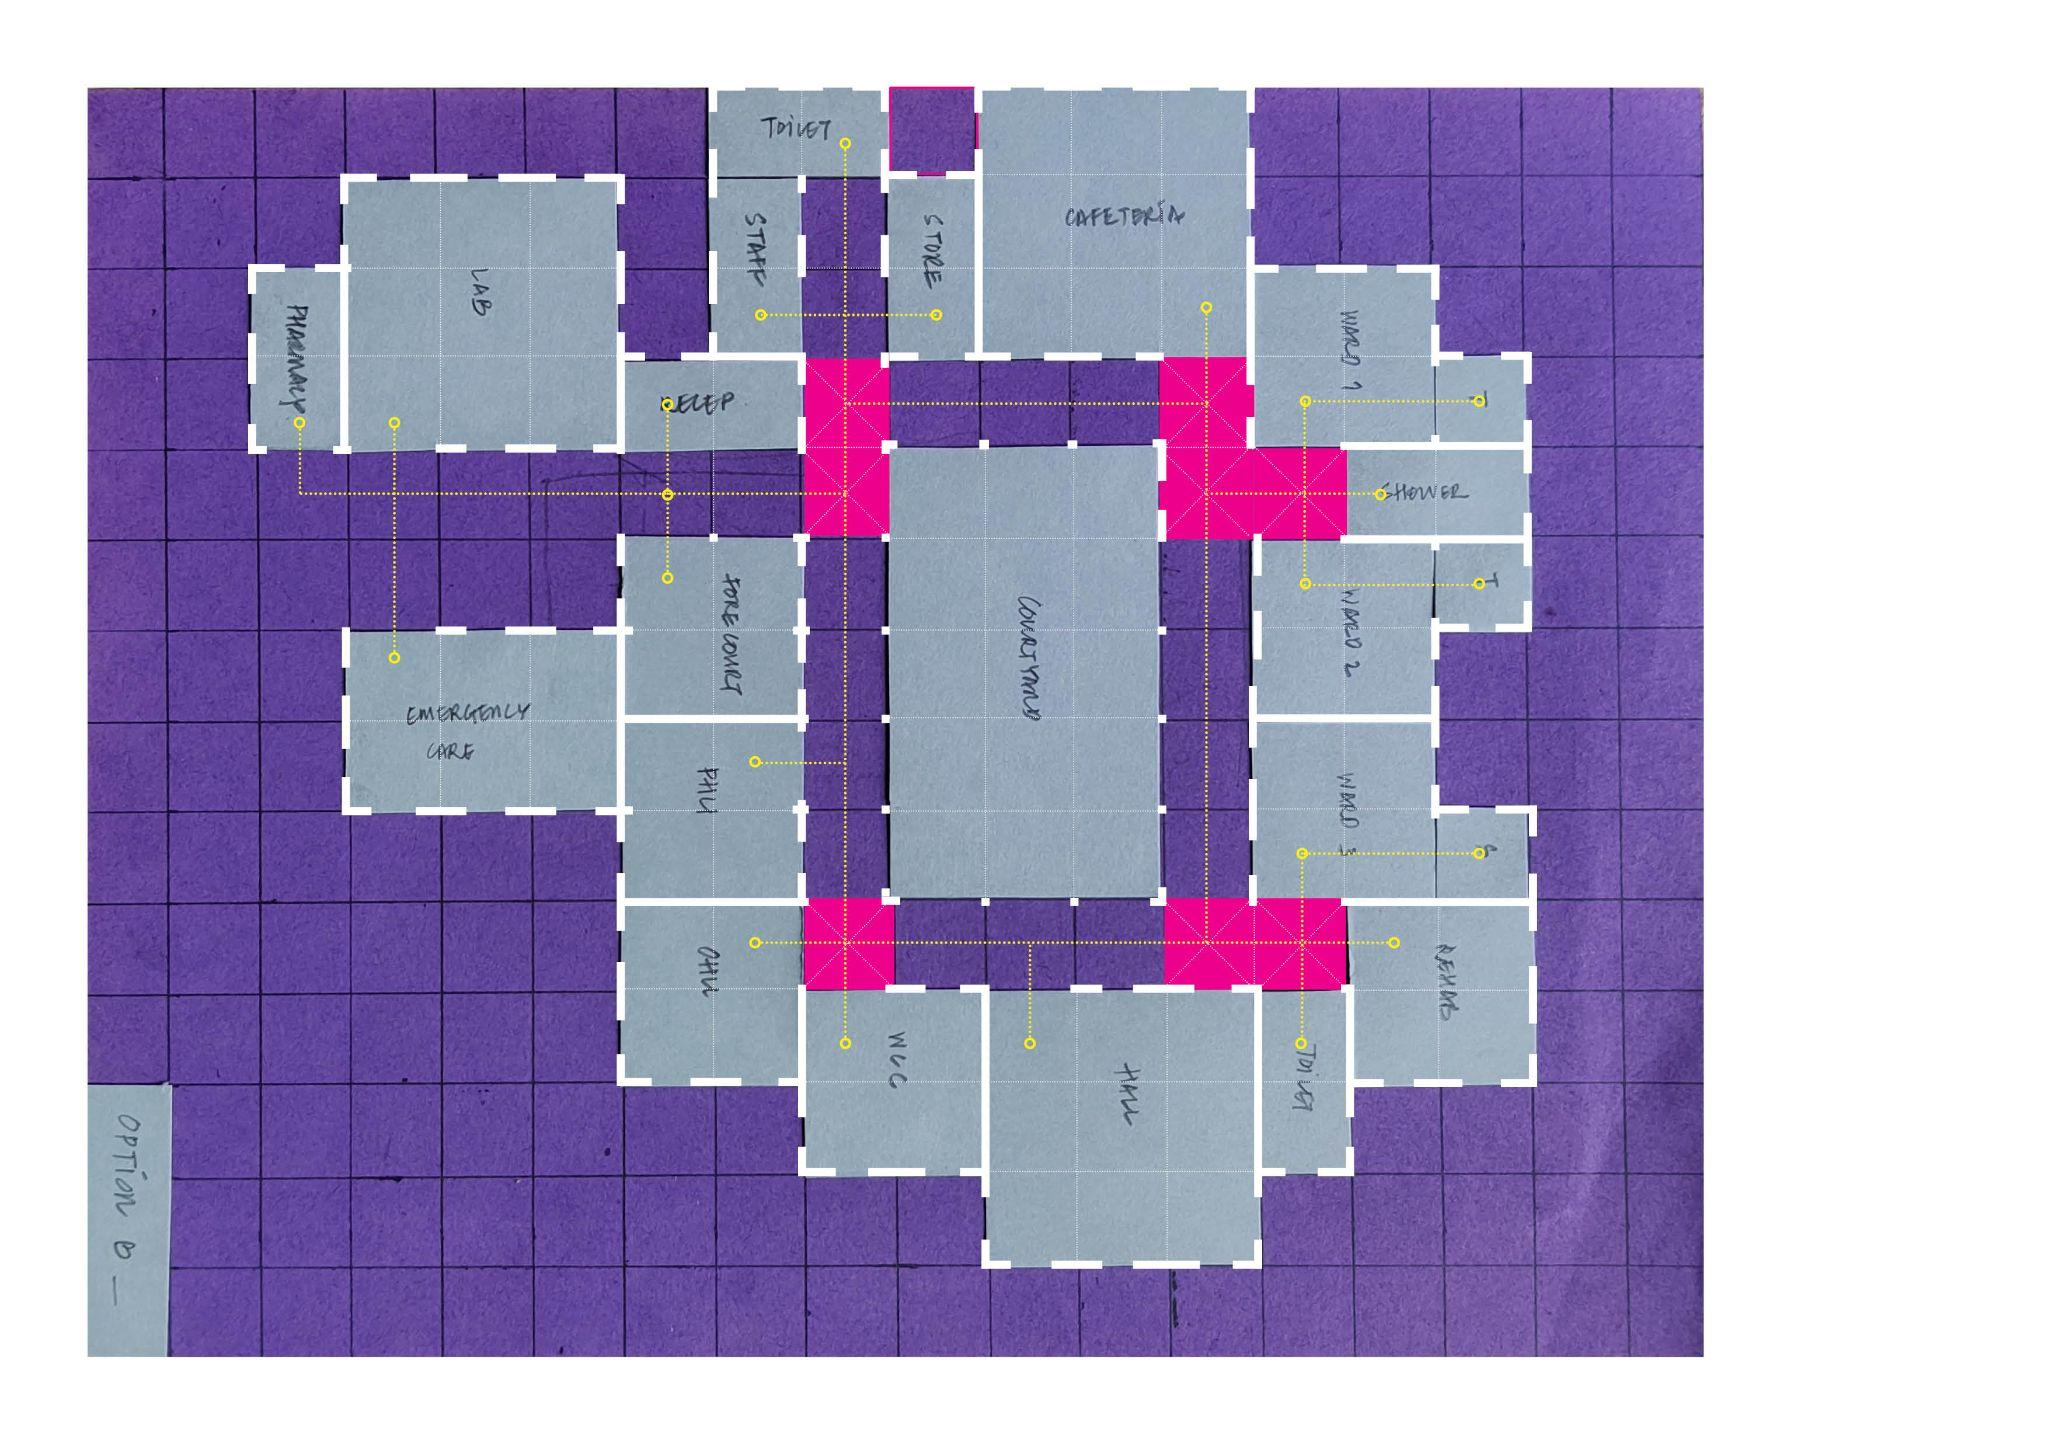 TOILET
STAFF
STORE
CAFETERIA
LAB
PHARMACY
RECEP.
WARD 1
T
SHOWER
T
WARD 2
FORE COURT
COURTYARD
EMERGENCY
CARE
WARD 3
REHAB
HALL
TOILET
OPTION